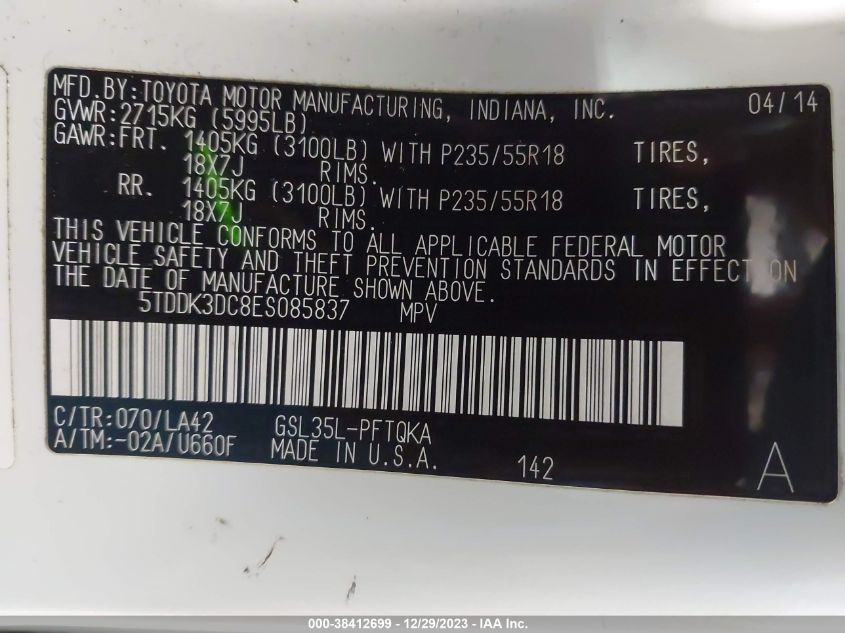 MFD.BY:TOYOTA MOTOR MANUFACTURING, INDIANA, INC. 04/14
GVWR:2715KG (5995LB)
GAWR:FRT. 1405KG (3100LB) WITH P235/55R18 TIRES,
18X7J RIMS.
RR. 1405KG (3100LB) WITH P235/55R18 TIRES,
18X7J RIMS.
THIS VEHICLE CONFORMS TO ALL APPLICABLE FEDERAL MOTOR
VEHICLE SAFETY AND THEFT PREVENTION STANDARDS IN EFFECT ON
THE DATE OF MANUFACTURE SHOWN ABOVE.
5TDDK3DC8ES085837 MPV
C/TR:070/LA42 GSL35L-PFTQKA
A/TM:-02A/U660F MADE IN U.S.A. 142 A
000-38412699 - 12/29/2023 - IAA Inc.